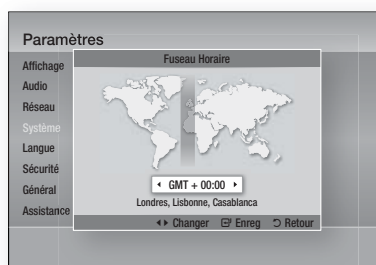 Paramètres
Affichage
Audio
Réseau
Système
Langue
Sécurité
Général
Assistance
Fuseau Horaire
GMT + 00:00
Londres, Lisbonne, Casablanca
Changer Enreg Retour